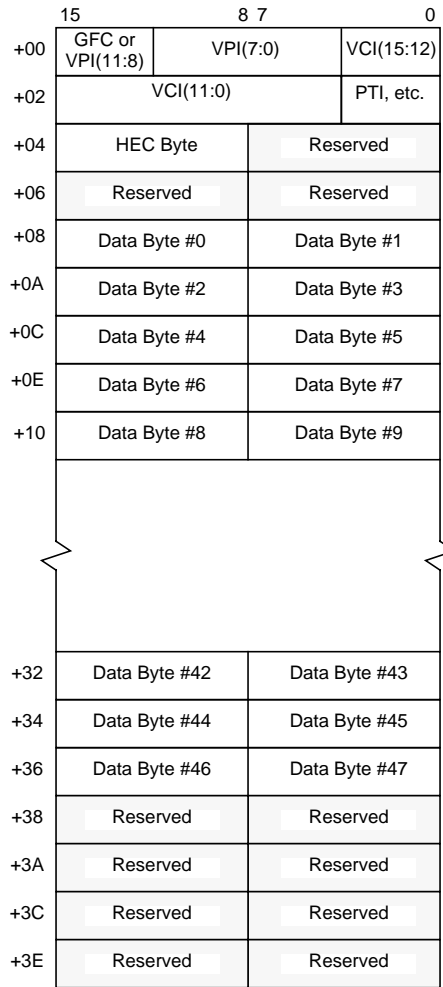 15 8 7 0
+00 GFC or VPI(11:8) VPI(7:0) VCI(15:12)
+02 VCI(11:0) PTI, etc.
+04 HEC Byte Reserved
+06 Reserved Reserved
+08 Data Byte #0 Data Byte #1
+0A Data Byte #2 Data Byte #3
+0C Data Byte #4 Data Byte #5
+0E Data Byte #6 Data Byte #7
+10 Data Byte #8 Data Byte #9
+32 Data Byte #42 Data Byte #43
+34 Data Byte #44 Data Byte #45
+36 Data Byte #46 Data Byte #47
+38 Reserved Reserved
+3A Reserved Reserved
+3C Reserved Reserved
+3E Reserved Reserved